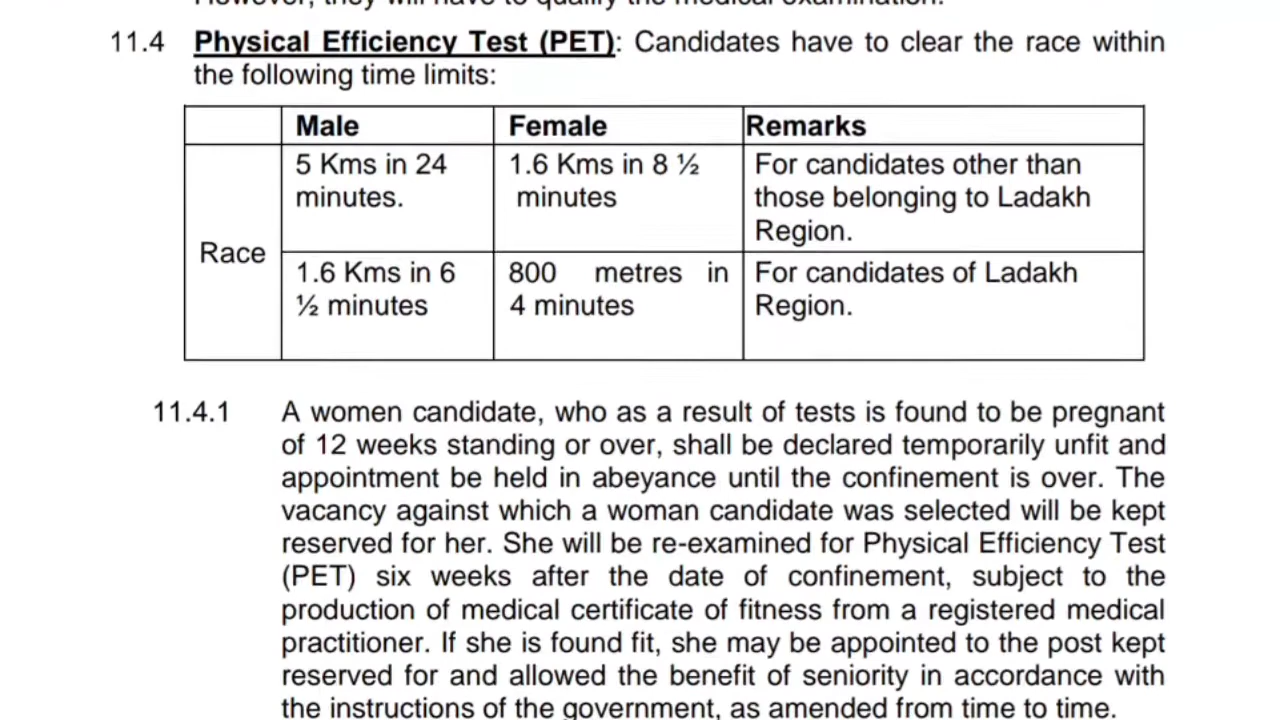 However, they will have to qualify the medical examination.
11.4 Physical Efficiency Test (PET): Candidates have to clear the race within
the following time limits:
Male Female Remarks
Race
5 Kms in 24
minutes.
1.6 Kms in 8 ½
minutes
For candidates other than
those belonging to Ladakh
Region.
1.6 Kms in 6
½ minutes
800 metres in
4 minutes
For candidates of Ladakh
Region.
11.4.1 A women candidate, who as a result of tests is found to be pregnant
of 12 weeks standing or over, shall be declared temporarily unfit and
appointment be held in abeyance until the confinement is over. The
vacancy against which a woman candidate was selected will be kept
reserved for her. She will be re-examined for Physical Efficiency Test
(PET) six weeks after the date of confinement, subject to the
production of medical certificate of fitness from a registered medical
practitioner. If she is found fit, she may be appointed to the post kept
reserved for and allowed the benefit of seniority in accordance with
the instructions of the government, as amended from time to time.